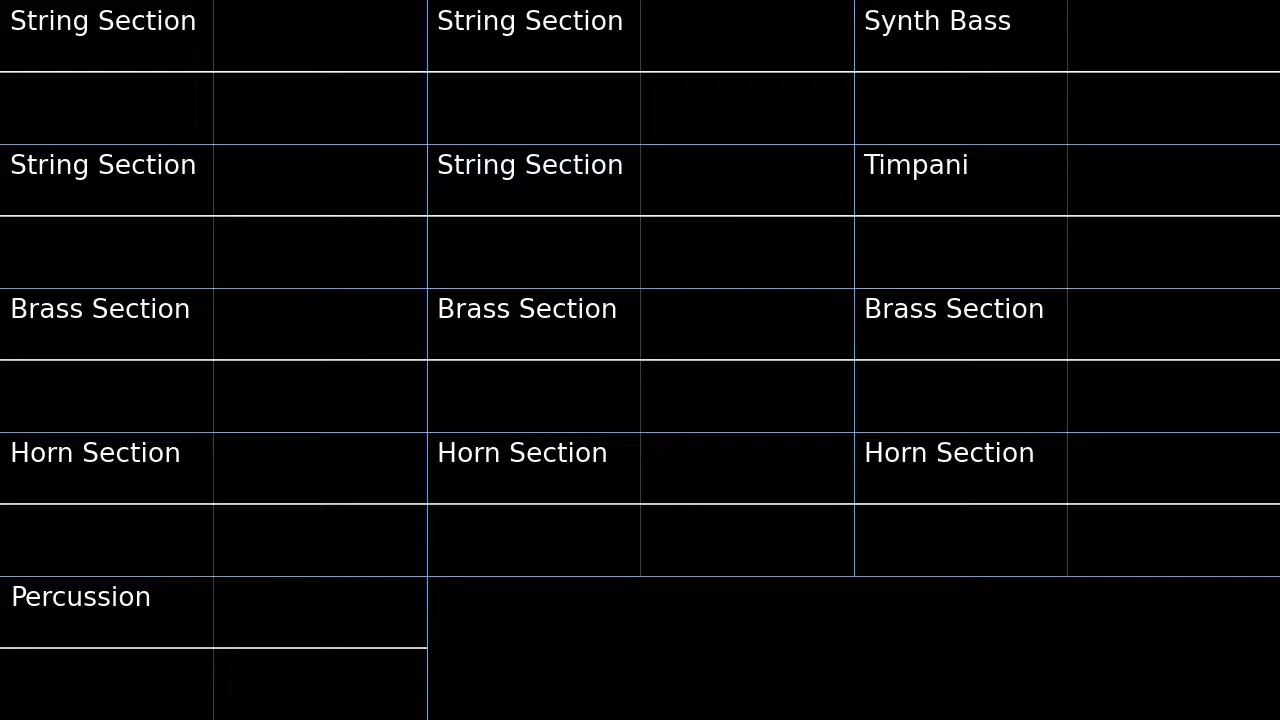 String Section
String Section
Synth Bass
String Section
String Section
Timpani
Brass Section
Brass Section
Brass Section
Horn Section
Horn Section
Horn Section
Percussion